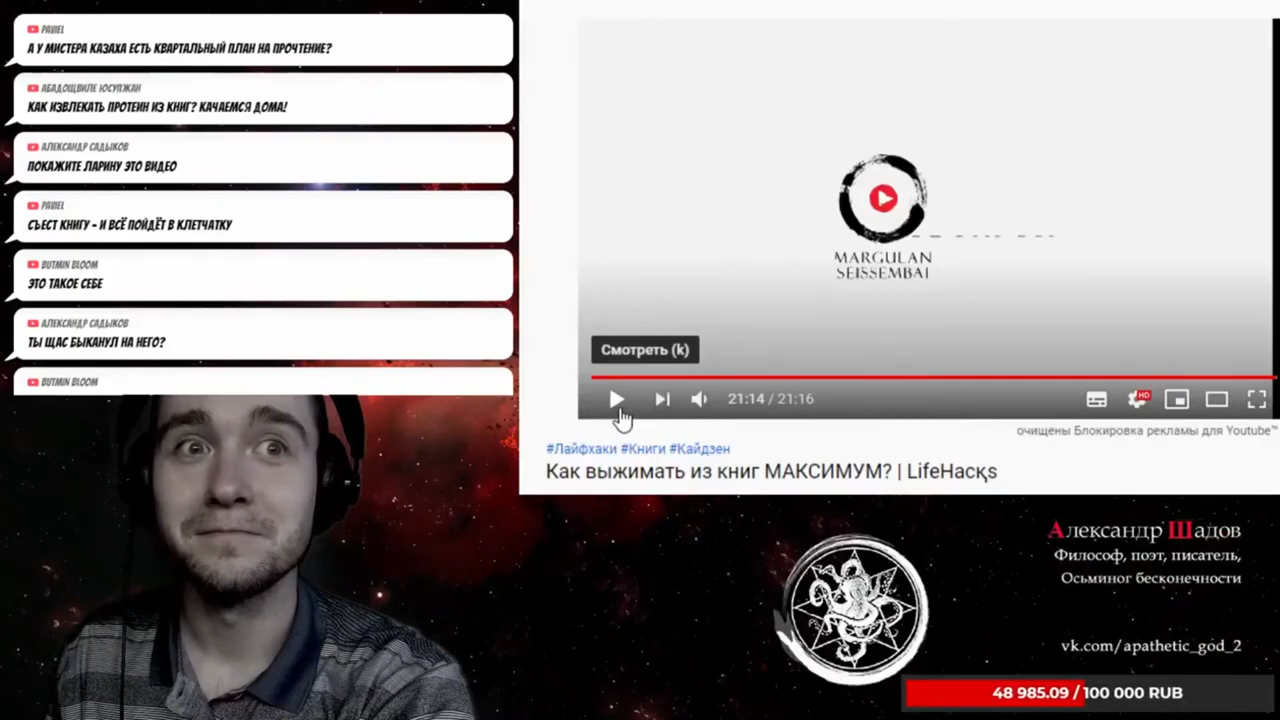 PAVIEL
А У МИСТЕРА КАЗАХА ЕСТЬ КВАРТАЛЬНЫЙ ПЛАН НА ПРОЧТЕНИЕ?
АБАДОЩВИЛЕ ЮСУПЖАН
КАК ИЗВЛЕКАТЬ ПРОТЕИН ИЗ КНИГ? КАЧАЕМСЯ ДОМА!
АЛЕКСАНДР САДЫКОВ
ПОКАЖИТЕ ЛАРИНУ ЭТО ВИДЕО
PAVIEL
СЪЕСТ КНИГУ - И ВСЁ ПОЙДЁТ В КЛЕТЧАТКУ
BUTMIN BLOOM
ЭТО ТАКОЕ СЕБЕ
АЛЕКСАНДР САДЫКОВ
ТЫ ЩАС БЫКАНУЛ НА НЕГО?
BUTMIN BLOOM
MARGULAN
SEISSEMBAI
Смотреть (k)
21:14 / 21:16
HD
очищены Блокировка рекламы для Youtube™
#Лайфхаки #Книги #Кайдзен
Как выжимать из книг МАКСИМУМ? | LifeHacқs
Александр Шадов
Философ, поэт, писатель,
Осьминог бесконечности
vk.com/apathetic_god_2
48 985.09 / 100 000 RUB